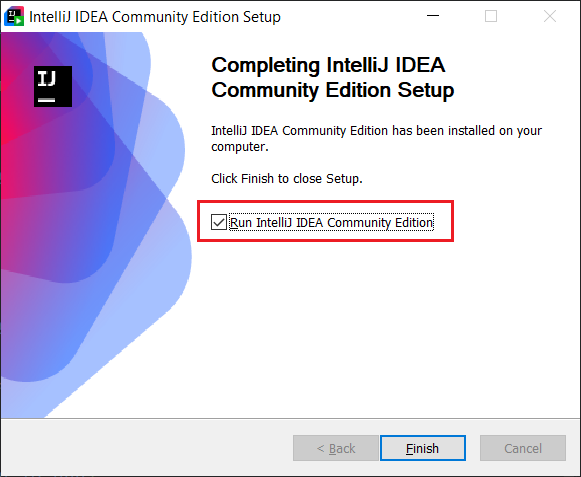 IntelliJ IDEA Community Edition Setup
IJ
Completing IntelliJ IDEA
Community Edition Setup
IntelliJ IDEA Community Edition has been installed on your
computer.
Click Finish to close Setup.
Run IntelliJ IDEA Community Edition
< Back
Finish
Cancel